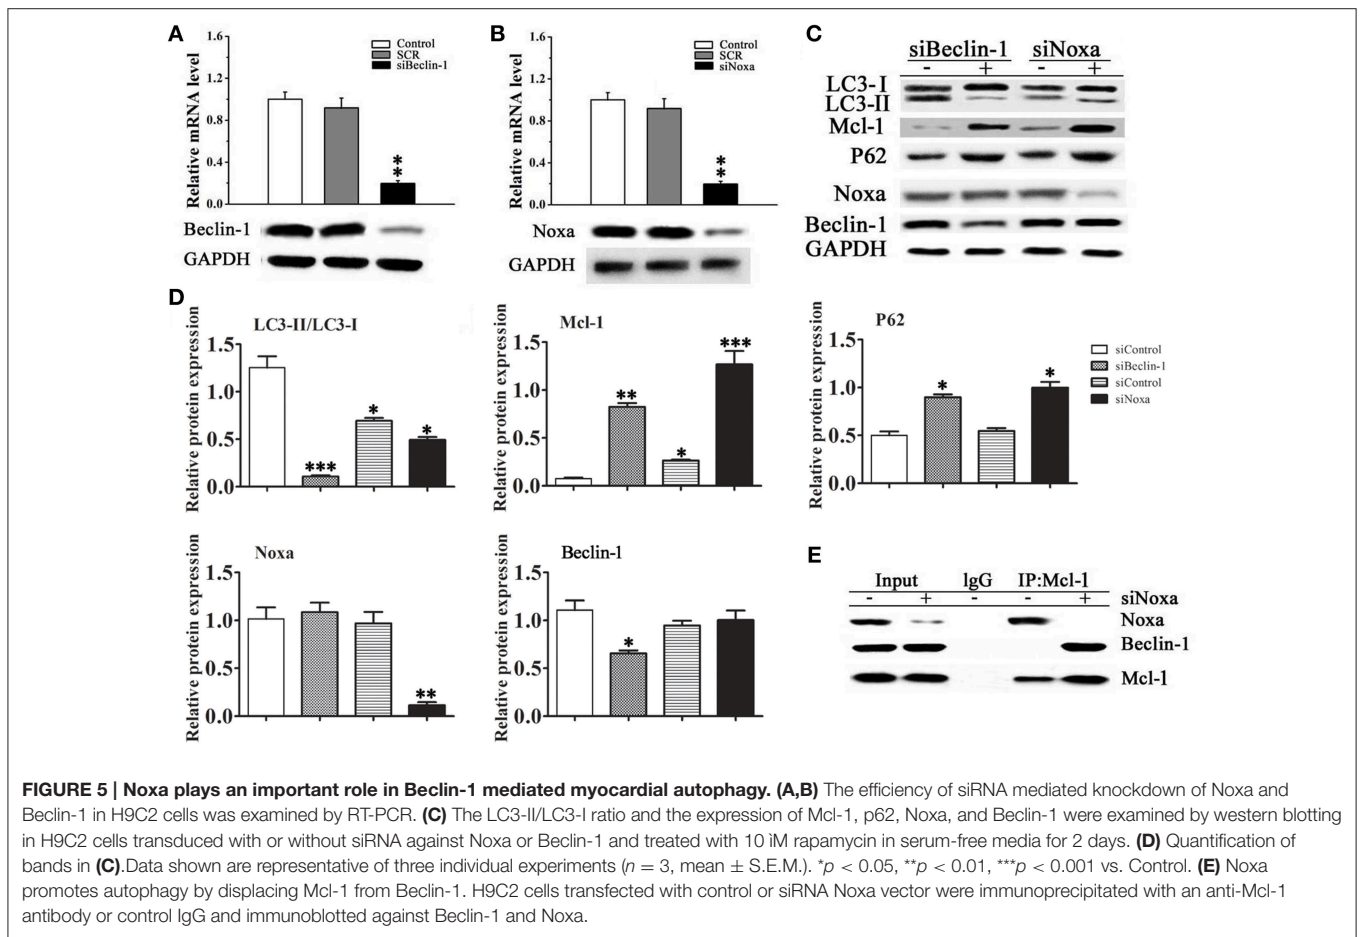 A
1.6
1.2
0.8
0.4
0.0
Relative mRNA level
Control
SCR
siBeclin-1
**
Beclin-1
GAPDH
B
1.6
1.2
0.8
0.4
0.0
Relative mRNA level
Control
SCR
siNoxa
**
Noxa
GAPDH
C
siBeclin-1 siNoxa
- + - +
LC3-I
LC3-II
Mcl-1
P62
Noxa
Beclin-1
GAPDH
D
Relative protein expression
LC3-II/LC3-I
1.5
1.0
0.5
0.0
***
*
*
Relative protein expression
Mcl-1
1.5
1.0
0.5
0.0
**
*
***
Relative protein expression
P62
1.5
1.0
0.5
0.0
*
*
siControl
siBeclin-1
siControl
siNoxa
Relative protein expression
Noxa
1.5
1.0
0.5
0.0
**
Relative protein expression
Beclin-1
1.5
1.0
0.5
0.0
*
E
Input IgG IP:Mcl-1
- + - - + siNoxa
Noxa
Beclin-1
Mcl-1
FIGURE 5 | Noxa plays an important role in Beclin-1 mediated myocardial autophagy. (A,B) The efficiency of siRNA mediated knockdown of Noxa and
Beclin-1 in H9C2 cells was examined by RT-PCR. (C) The LC3-II/LC3-I ratio and the expression of Mcl-1, p62, Noxa, and Beclin-1 were examined by western blotting
in H9C2 cells transduced with or without siRNA against Noxa or Beclin-1 and treated with 10 ìM rapamycin in serum-free media for 2 days. (D) Quantification of
bands in (C).Data shown are representative of three individual experiments (n = 3, mean ± S.E.M.). *p < 0.05, **p < 0.01, ***p < 0.001 vs. Control. (E) Noxa
promotes autophagy by displacing Mcl-1 from Beclin-1. H9C2 cells transfected with control or siRNA Noxa vector were immunoprecipitated with an anti-Mcl-1
antibody or control IgG and immunoblotted against Beclin-1 and Noxa.